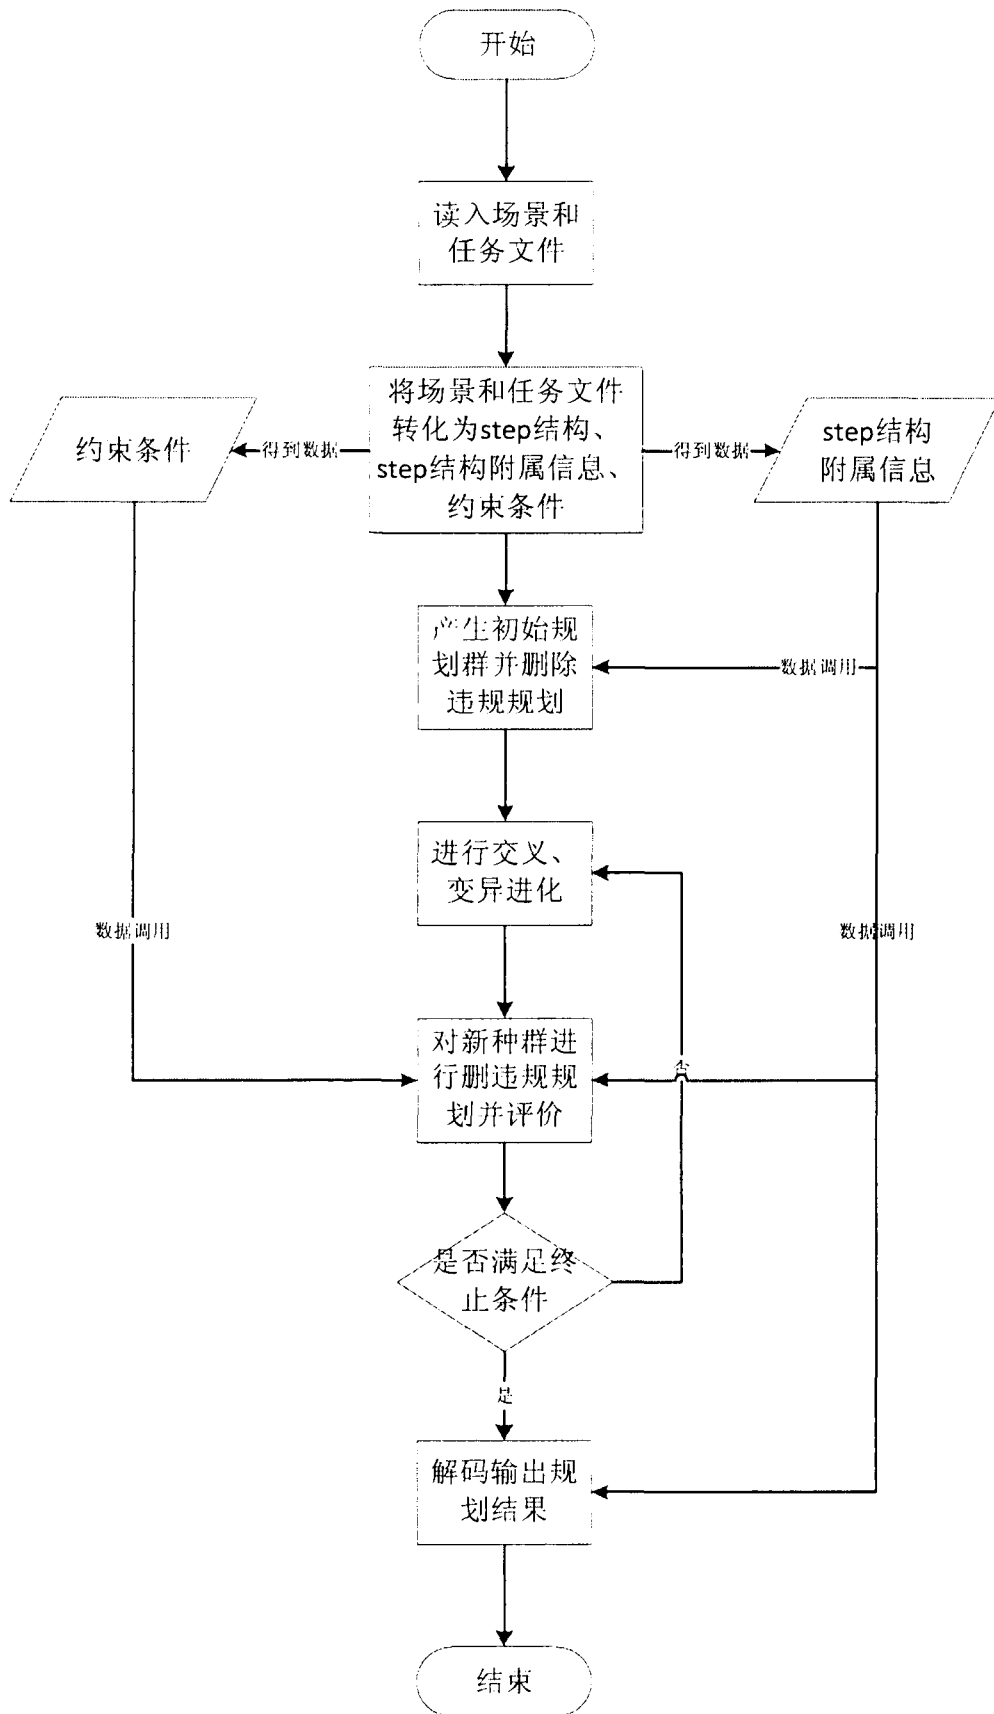 开始
读入场景和
任务文件
将场景和任务文件
转化为step结构、
step结构附属信息、
约束条件
约束条件
得到数据
得到数据
step结构
附属信息
产生初始规
划群并删除
违规规划
数据调用
进行交义、
变异进化
数据调用
数据调用
对新种群进
行删违规规
划并评价
否
是否满足终
止条件
是
解码输出规
划结果
结束